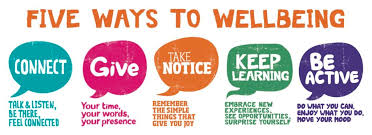 FIVE WAYS TO WELLBEING
CONNECT
TALK & LISTEN,
BE THERE,
FEEL CONNECTED
Give
Your time,
your words,
your presence
TAKE
NOTICE
REMEMBER
THE SIMPLE
THINGS THAT
GIVE YOU JOY
KEEP
LEARNING
EMBRACE NEW
EXPERIENCES,
SEE OPPORTUNITIES,
SURPRISE YOURSELF
BE
ACTIVE
DO WHAT YOU CAN,
ENJOY WHAT YOU DO,
MOVE YOUR MOOD